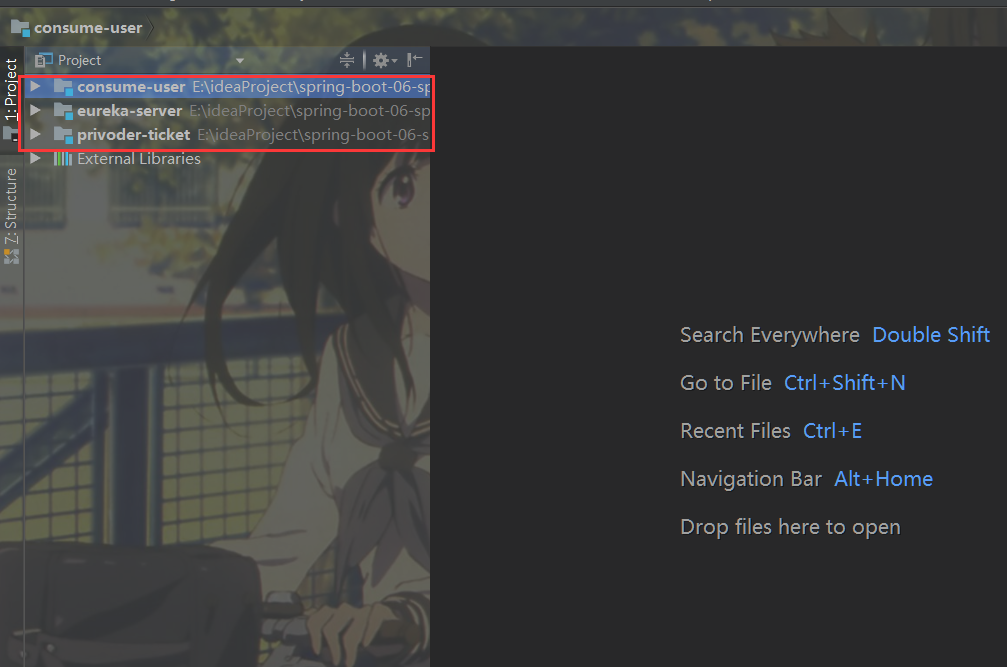 consume-user
Project
1: Project
consume-user E:\ideaProject\spring-boot-06-sp
eureka-server E:\ideaProject\spring-boot-06-sp
privoder-ticket E:\ideaProject\spring-boot-06-s
External Libraries
Z: Structure
Search Everywhere Double Shift
Go to File Ctrl+Shift+N
Recent Files Ctrl+E
Navigation Bar Alt+Home
Drop files here to open